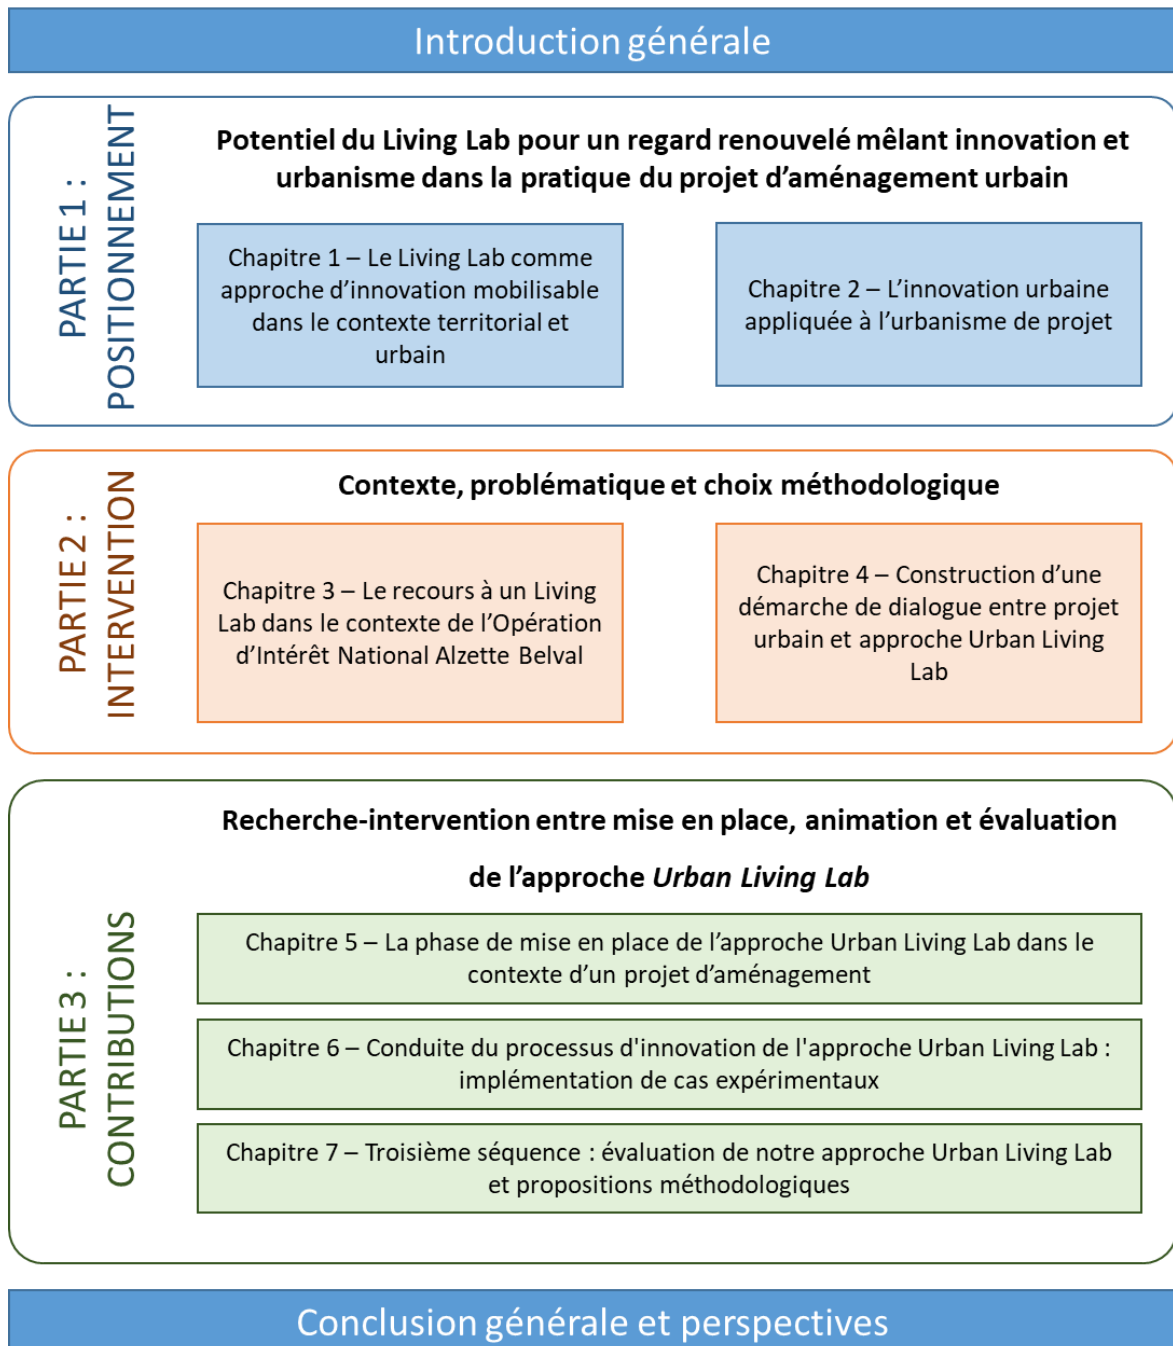 Introduction générale
PARTIE 1 :
POSITIONNEMENT
Potentiel du Living Lab pour un regard renouvelé mêlant innovation et
urbanisme dans la pratique du projet d’aménagement urbain
Chapitre 1 – Le Living Lab comme
approche d’innovation mobilisable
dans le contexte territorial et
urbain
Chapitre 2 – L’innovation urbaine
appliquée à l’urbanisme de projet
PARTIE 2 :
INTERVENTION
Contexte, problématique et choix méthodologique
Chapitre 3 – Le recours à un Living
Lab dans le contexte de l’Opération
d’Intérêt National Alzette Belval
Chapitre 4 – Construction d’une
démarche de dialogue entre projet
urbain et approche Urban Living
Lab
PARTIE 3 :
CONTRIBUTIONS
Recherche-intervention entre mise en place, animation et évaluation
de l’approche Urban Living Lab
Chapitre 5 – La phase de mise en place de l’approche Urban Living Lab dans le
contexte d’un projet d’aménagement
Chapitre 6 – Conduite du processus d'innovation de l'approche Urban Living Lab :
implémentation de cas expérimentaux
Chapitre 7 – Troisième séquence : évaluation de notre approche Urban Living Lab
et propositions méthodologiques
Conclusion générale et perspectives